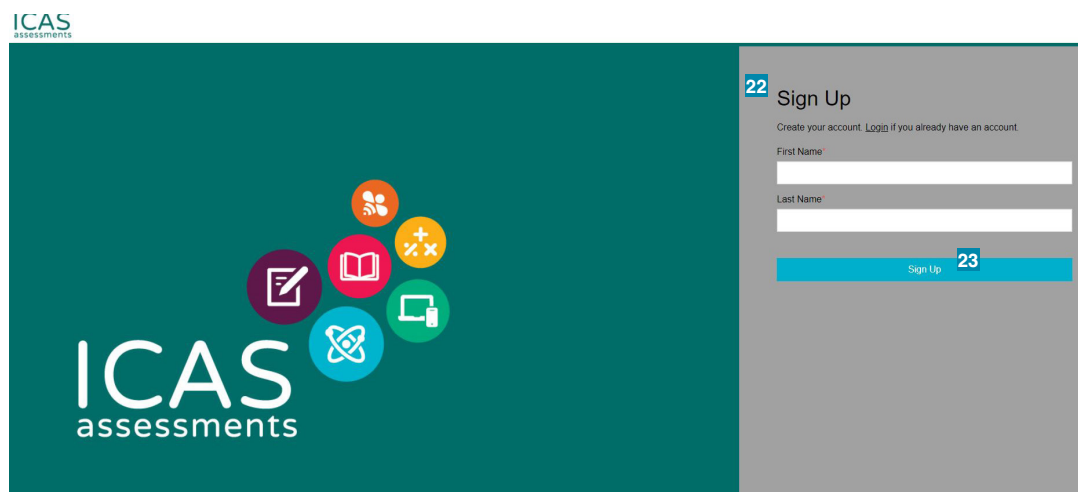 ICAS
assessments
22
Sign Up
Create your account. Login if you already have an account.
First Name*
Last Name*
Sign Up
23
ICAS
assessments